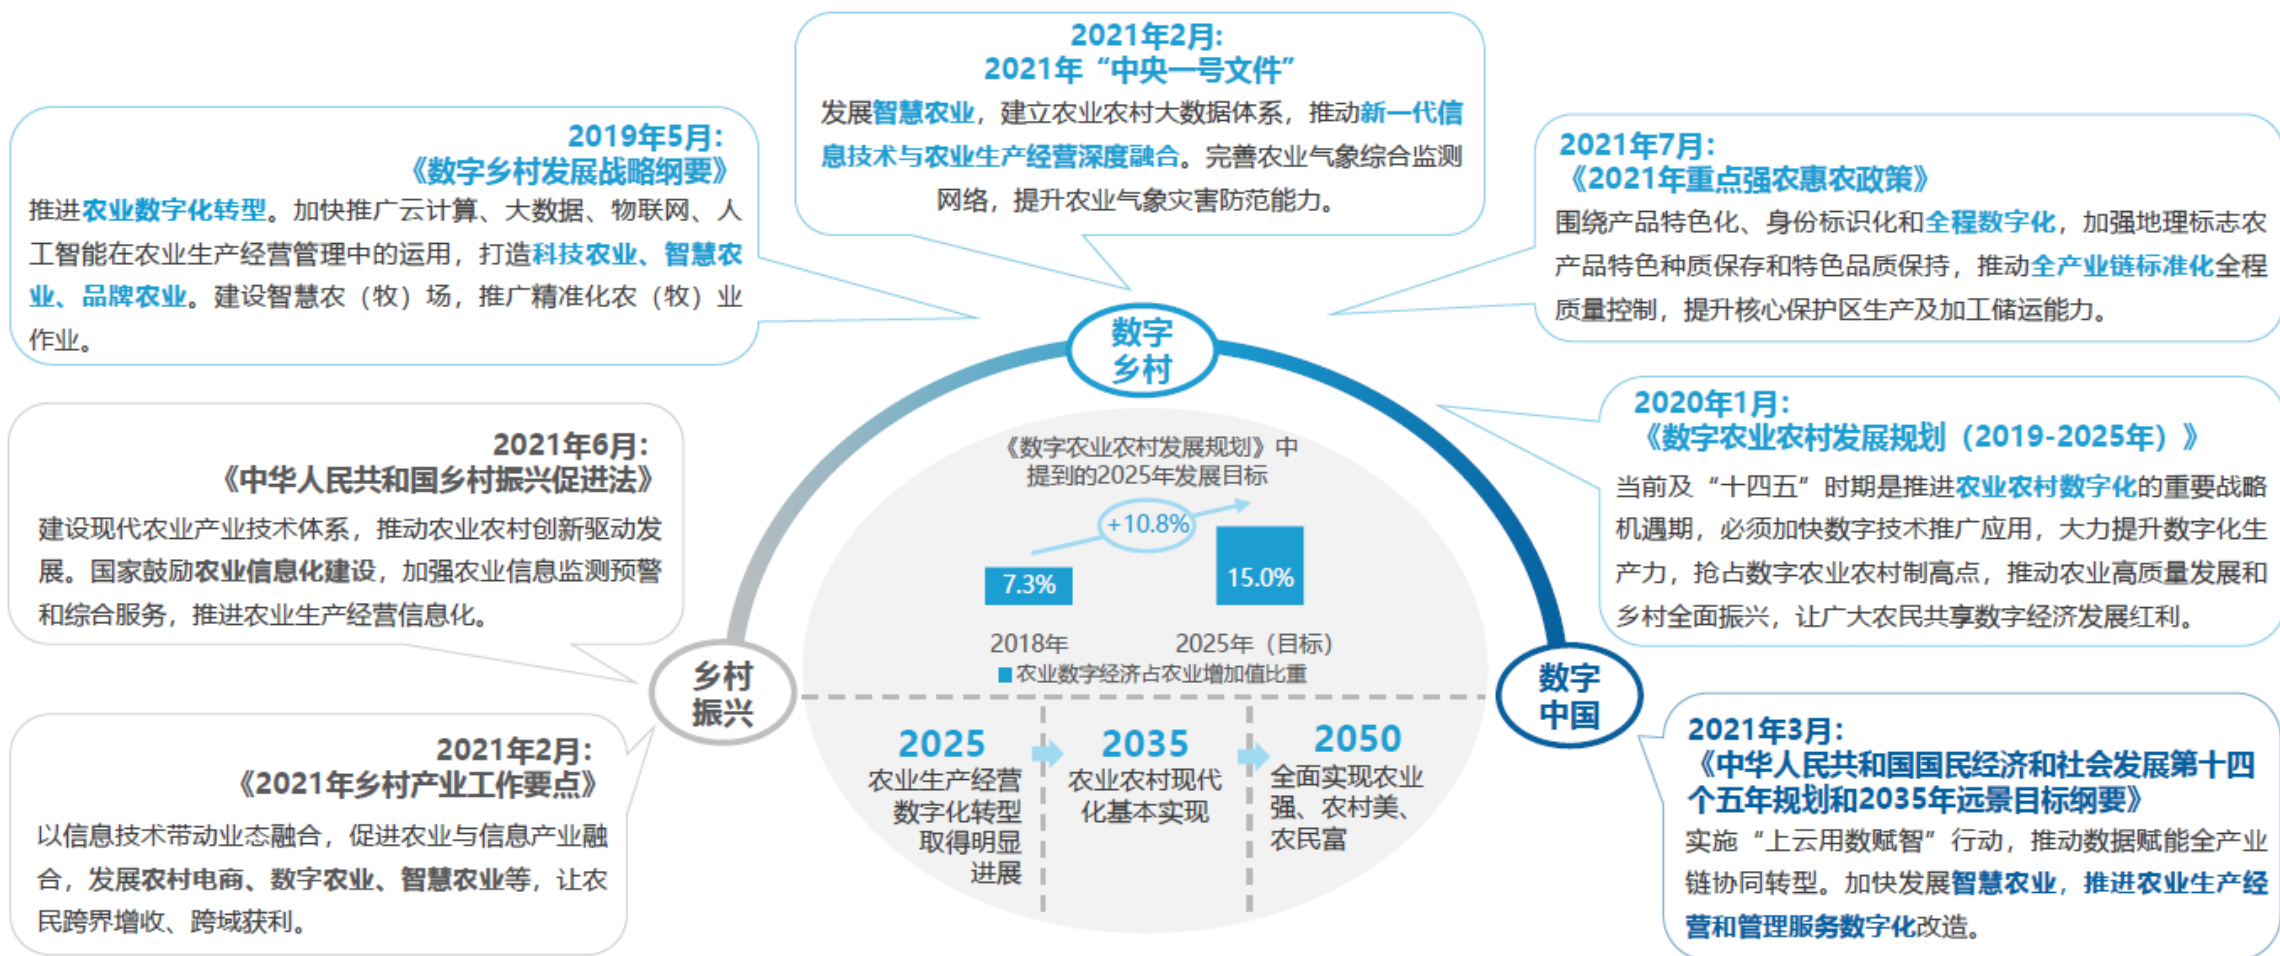 2021年2月:
2021年“中央一号文件”
发展智慧农业，建立农业农村大数据体系，推动新一代信
息技术与农业生产经营深度融合。完善农业气象综合监测
网络，提升农业气象灾害防范能力。
2019年5月:
《数字乡村发展战略纲要》
推进农业数字化转型。加快推广云计算、大数据、物联网、人
工智能在农业生产经营管理中的运用，打造科技农业、智慧农
业、品牌农业。建设智慧农（牧）场，推广精准化农（牧）业
作业。
2021年7月:
《2021年重点强农惠农政策》
围绕产品特色化、身份标识化和全程数字化，加强地理标志农
产品特色种质保存和特色品质保持，推动全产业链标准化全程
质量控制，提升核心保护区生产及加工储运能力。
数字
乡村
2021年6月:
《中华人民共和国乡村振兴促进法》
建设现代农业产业技术体系，推动农业农村创新驱动发
展。国家鼓励农业信息化建设，加强农业信息监测预警
和综合服务，推进农业生产经营信息化。
2020年1月:
《数字农业农村发展规划（2019-2025年）》
当前及“十四五”时期是推进农业农村数字化的重要战略
机遇期，必须加快数字技术推广应用，大力提升数字化生
产力，抢占数字农业农村制高点，推动农业高质量发展和
乡村全面振兴，让广大农民共享数字经济发展红利。
《数字农业农村发展规划》中
提到的2025年发展目标
+10.8%
7.3%
15.0%
2018年
2025年（目标）
农业数字经济占农业增加值比重
乡村
振兴
数字
中国
2021年2月:
《2021年乡村产业工作要点》
以信息技术带动业态融合，促进农业与信息产业融
合，发展农村电商、数字农业、智慧农业等，让农
民跨界增收、跨域获利。
2025
农业生产经营
数字化转型
取得明显
进展
2035
农业农村现代
化基本实现
2050
全面实现农业
强、农村美、
农民富
2021年3月:
《中华人民共和国国民经济和社会发展第十四
个五年规划和2035年远景目标纲要》
实施“上云用数赋智”行动，推动数据赋能全产业
链协同转型。加快发展智慧农业，推进农业生产经
营和管理服务数字化改造。